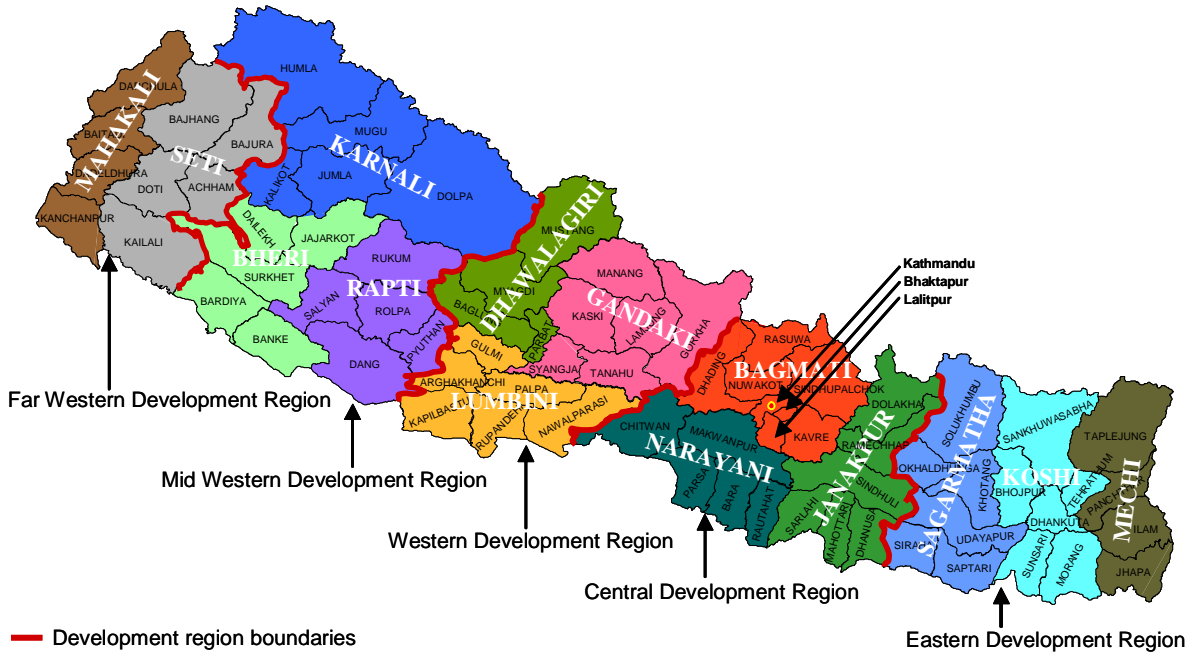 HUMLA
DARCHULA
BAJHANG
BAITADI
MAHAKALI
MUGU
BAJURA
SETI
KARNALI
DADELDHURA
DOTI
ACHHAM
KALIKOT
JUMLA
DOLPA
KANCHANPUR
KAILALI
DAILEKH
JAJARKOT
BHERI
SURKHET
RUKUM
MUSTANG
DHAWALAGIRI
BARDIYA
RAPTI
SALYAN
ROLPA
MYAGDI
BAGLUNG
MANANG
Kathmandu
Bhaktapur
Lalitpur
BANKE
PYUTHAN
DANG
GULMI
PARBAT
KASKI
GANDAKI
LAMJUNG
GORKHA
SYANGJA
TANAHU
RASUWA
DHADING
BAGMATI
NUWAKOT
SINDHUPALCHOK
DOLAKHA
ARGHAKHANCHI
PALPA
LUMBINI
KAPILBASTU
RUPANDEHI
NAWALPARASI
CHITWAN
MAKWANPUR
KAVRE
RAMECHHAP
JANAKPUR
NARAYANI
PARSA
BARA
RAUTAHAT
SARLAHI
MAHOTTARI
DHANUSA
SINDHULI
SOLUKHUMBU
SANKHUWASABHA
TAPLEJUNG
SAGARMATHA
OKHALDHUNGA
KHOTANG
KOSHI
BHOJPUR
TEHRATHUM
PANCHTHAR
MECHI
DHANKUTA
ILAM
SIRAHA
UDAYAPUR
SAPTARI
SUNSARI
MORANG
JHAPA
Far Western Development Region
Mid Western Development Region
Western Development Region
Central Development Region
Eastern Development Region
Development region boundaries